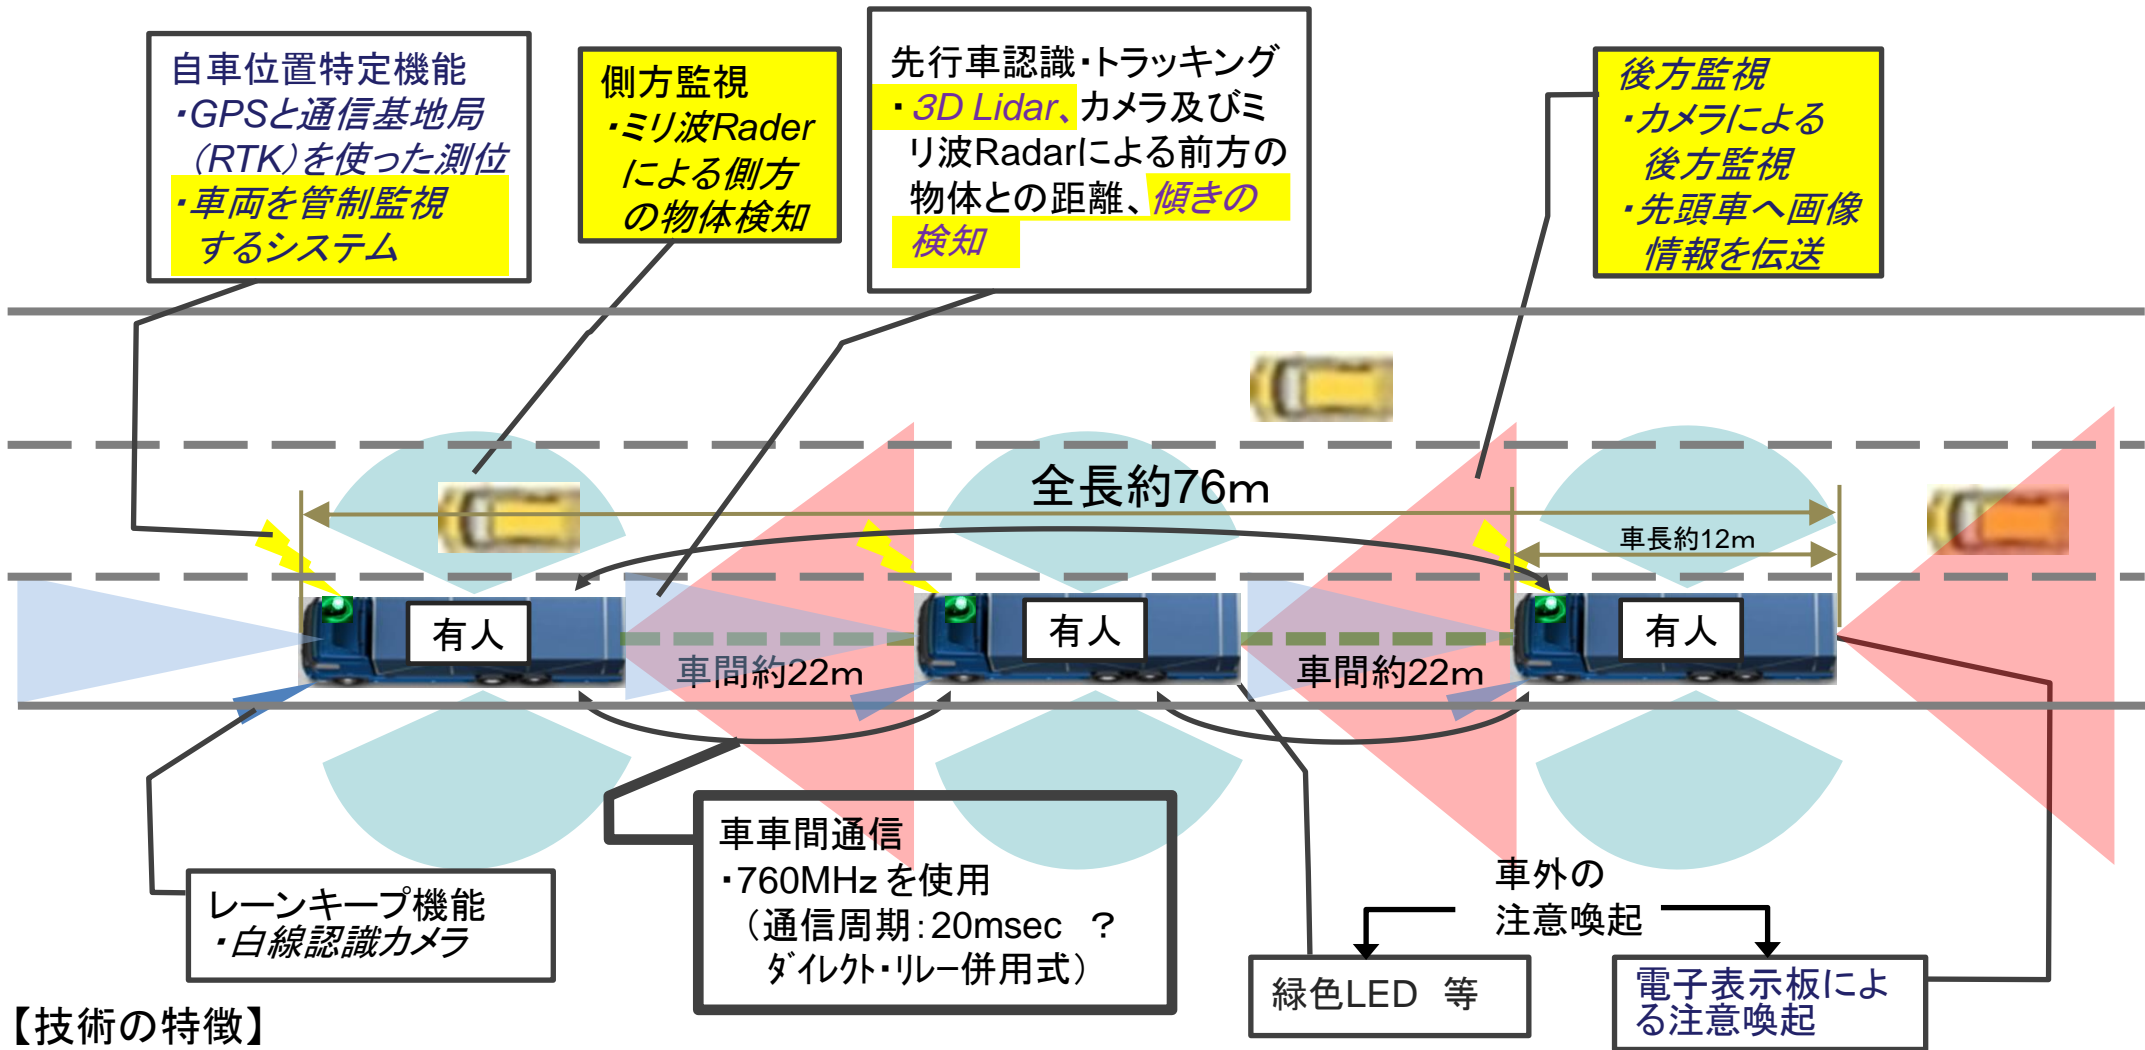 自車位置特定機能
・GPSと通信基地局
（RTK）を使った測位
・車両を管制監視
するシステム
側方監視
・ミリ波Rader
による側方
の物体検知
先行車認識・トラッキング
・3D Lidar、カメラ及びミ
リ波Radarによる前方の
物体との距離、傾きの
検知
後方監視
・カメラによる
後方監視
・先頭車へ画像
情報を伝送
全長約76m
車長約12m
有人
有人
有人
車間約22m
車間約22m
車車間通信
・760MHzを使用
（通信周期：20msec ？
ダイレクト・リレー併用式）
レーンキープ機能
・白線認識カメラ
車外の
注意喚起
緑色LED 等
電子表示板によ
る注意喚起
【技術の特徴】